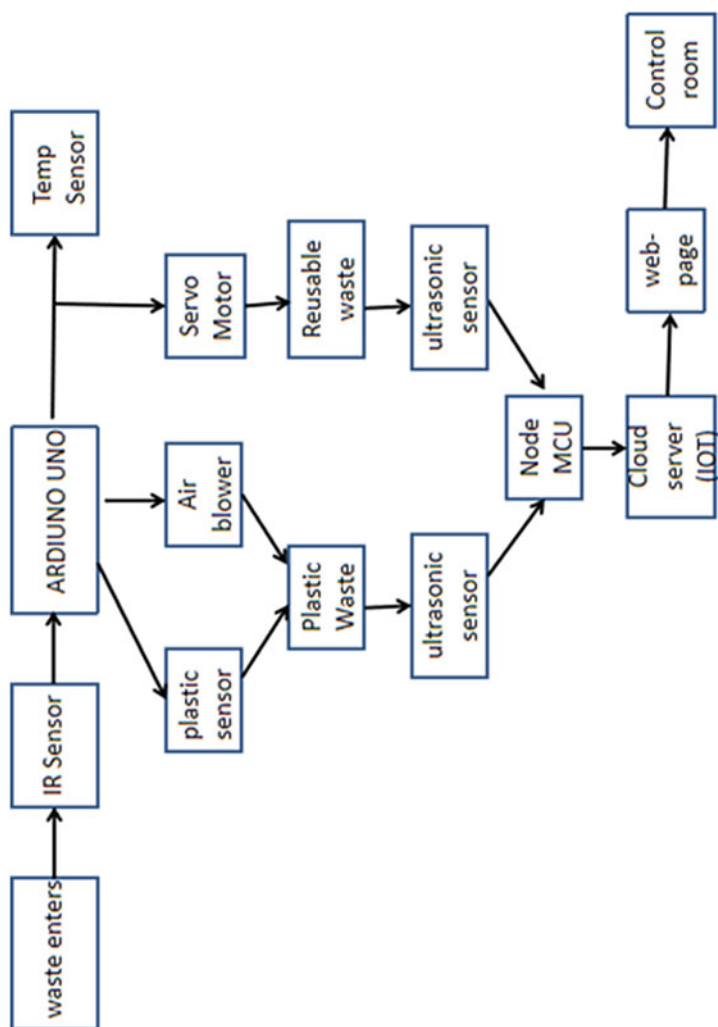 waste enters
IR Sensor
ARDIUNO UNO
Temp
Sensor
plastic
sensor
Air
blower
Servo
Motor
Plastic
Waste
Reusable
waste
ultrasonic
sensor
ultrasonic
sensor
Node
MCU
Cloud
server
(IOT)
web-
page
Control
room